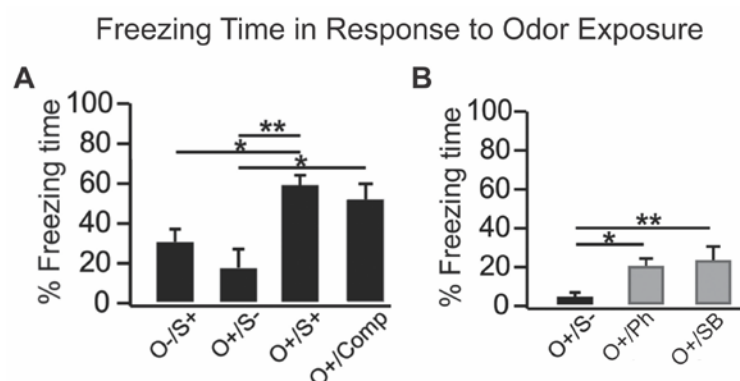 Freezing Time in Response to Odor Exposure
A
B
% Freezing time
100
80
60
40
20
0
**
*
*
O-/S+
O+/S-
O+/S+
O+/Comp
% Freezing time
100
80
60
40
20
0
**
*
O+/S-
O+/Ph
O+/SB